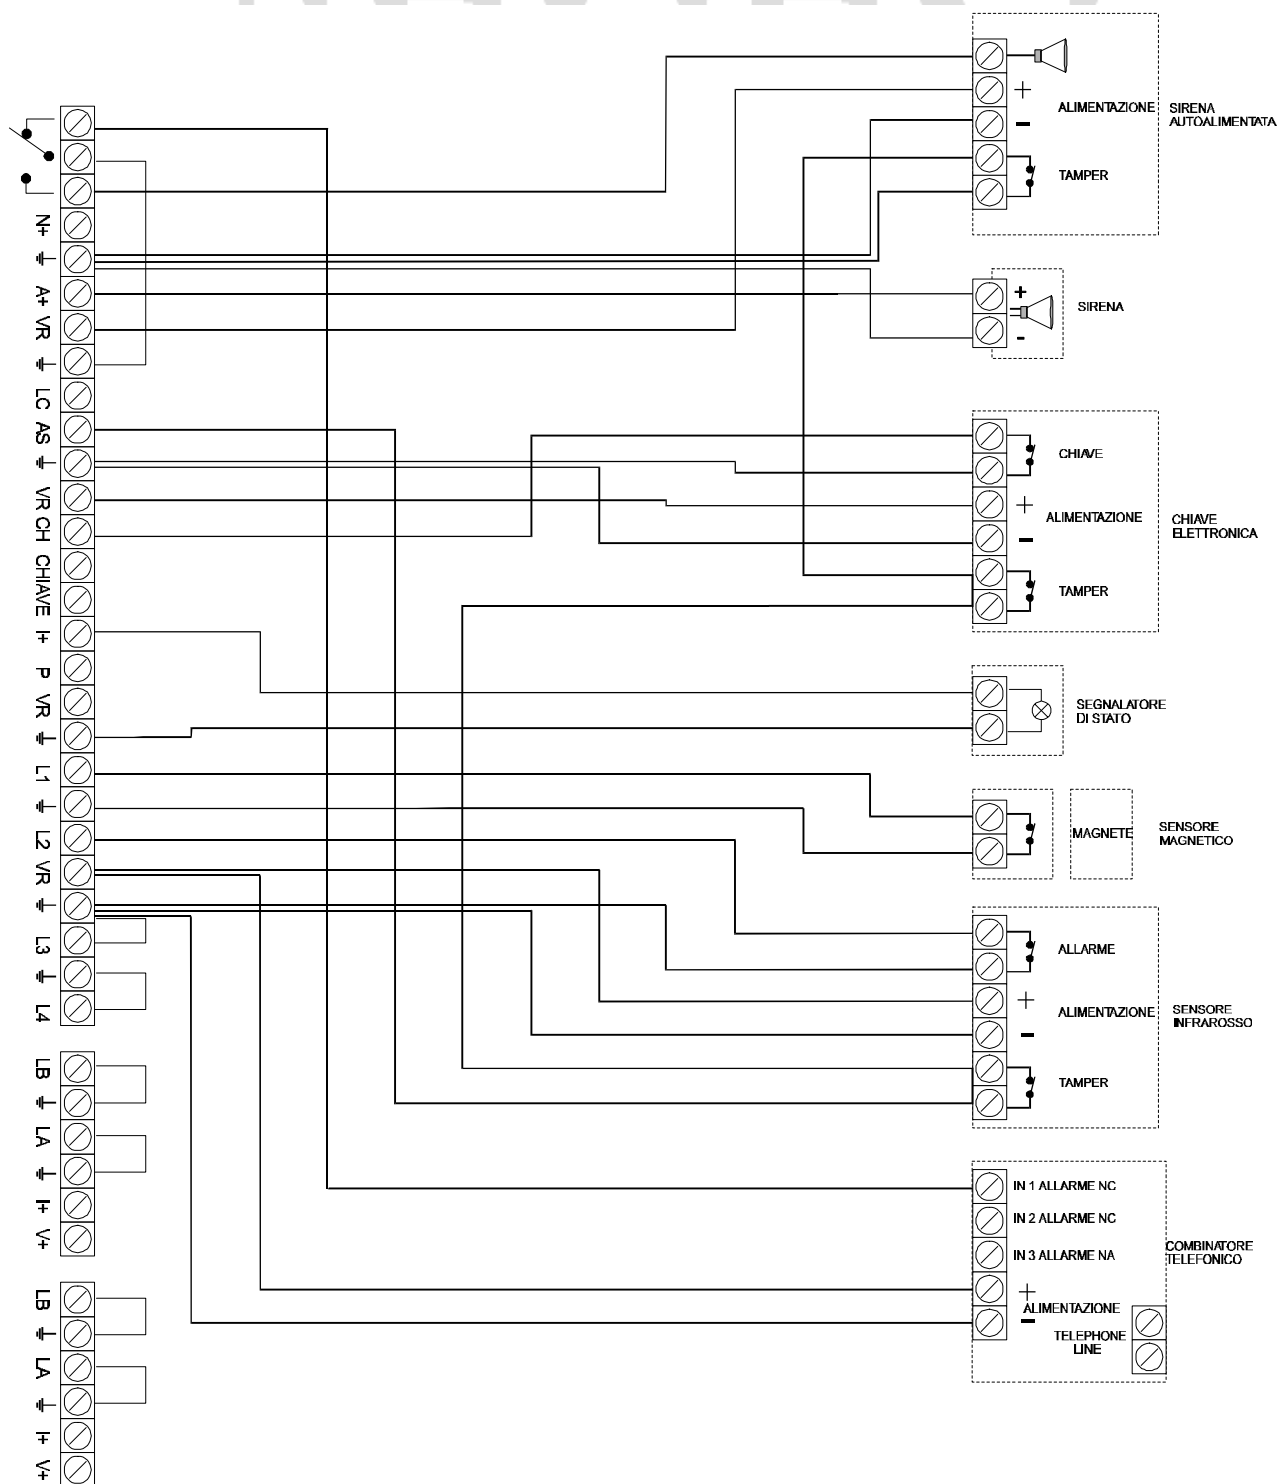 N+
A+
VR
LC
AS
VR
CH
CHIAVE
I+
P
VR
L1
L2
VR
L3
L4
LB
LA
I+
V+
LB
LA
I+
V+
+
ALIMENTAZIONE
-
TAMPER
SIRENA
AUTOALIMENTATA
+
-
SIRENA
CHIAVE
+
ALIMENTAZIONE
-
TAMPER
CHIAVE
ELETTRONICA
SEGNALATORE
DI STATO
MAGNETE
SENSORE
MAGNETICO
ALLARME
+
ALIMENTAZIONE
-
TAMPER
SENSORE
INFRAROSSO
IN 1 ALLARME NC
IN 2 ALLARME NC
IN 3 ALLARME NA
+
ALIMENTAZIONE
-
TELEPHONE
LINE
COMBINATORE
TELEFONICO